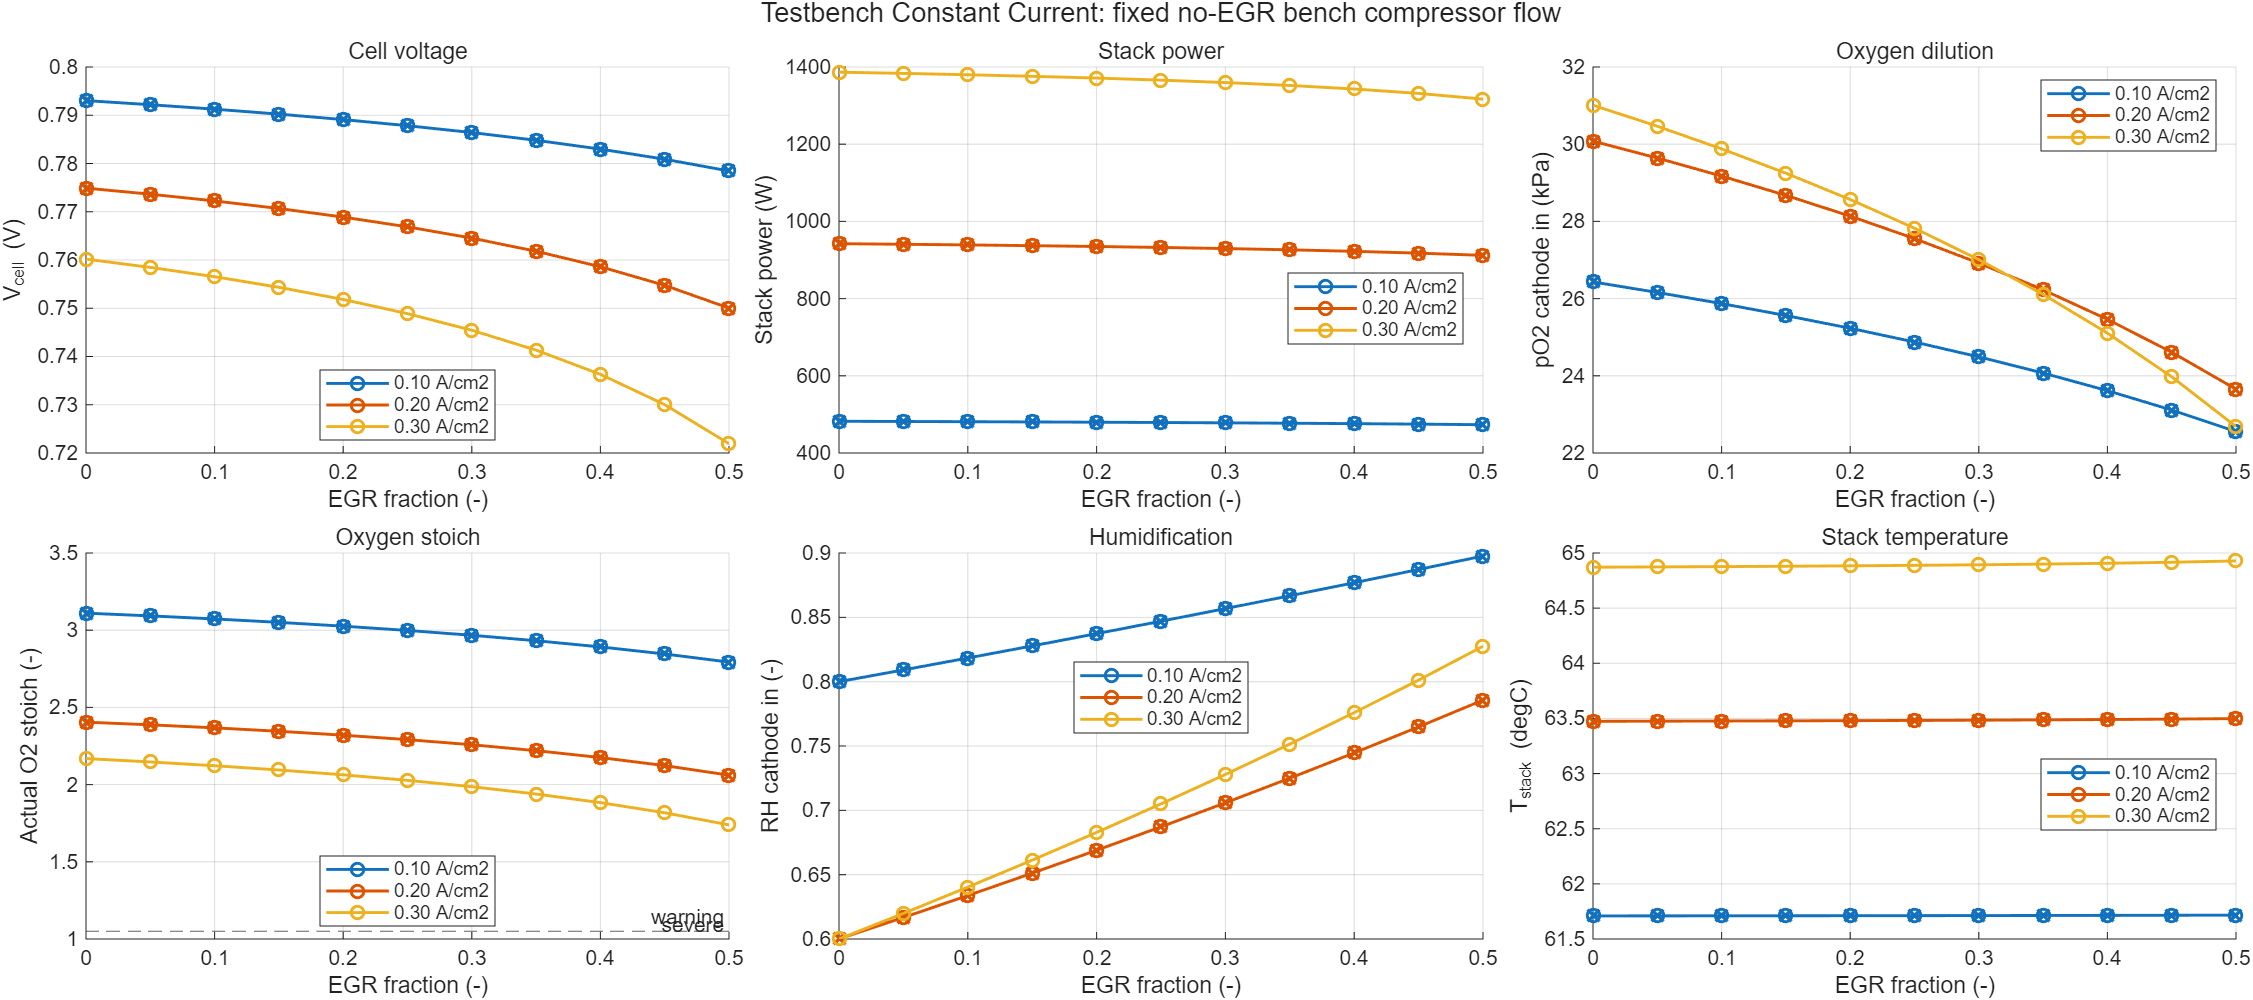 Testbench Constant Current: fixed no-EGR bench compressor flow
Cell voltage
0.8
0.79
0.78
0.77
0.76
0.75
0.74
0.73
0.72
Vcell (V)
0.10 A/cm2
0.20 A/cm2
0.30 A/cm2
0 0.1 0.2 0.3 0.4 0.5
EGR fraction (-)
Stack power
1400
1200
1000
800
600
400
Stack power (W)
0.10 A/cm2
0.20 A/cm2
0.30 A/cm2
0 0.1 0.2 0.3 0.4 0.5
EGR fraction (-)
Oxygen dilution
32
30
28
26
24
22
pO2 cathode in (kPa)
0.10 A/cm2
0.20 A/cm2
0.30 A/cm2
0 0.1 0.2 0.3 0.4 0.5
EGR fraction (-)
Oxygen stoich
3.5
3
2.5
2
1.5
1
Actual O2 stoich (-)
0.10 A/cm2
0.20 A/cm2
0.30 A/cm2
warning
severe
0 0.1 0.2 0.3 0.4 0.5
EGR fraction (-)
Humidification
0.9
0.85
0.8
0.75
0.7
0.65
0.6
RH cathode in (-)
0.10 A/cm2
0.20 A/cm2
0.30 A/cm2
0 0.1 0.2 0.3 0.4 0.5
EGR fraction (-)
Stack temperature
65
64.5
64
63.5
63
62.5
62
61.5
Tstack (degC)
0.10 A/cm2
0.20 A/cm2
0.30 A/cm2
0 0.1 0.2 0.3 0.4 0.5
EGR fraction (-)